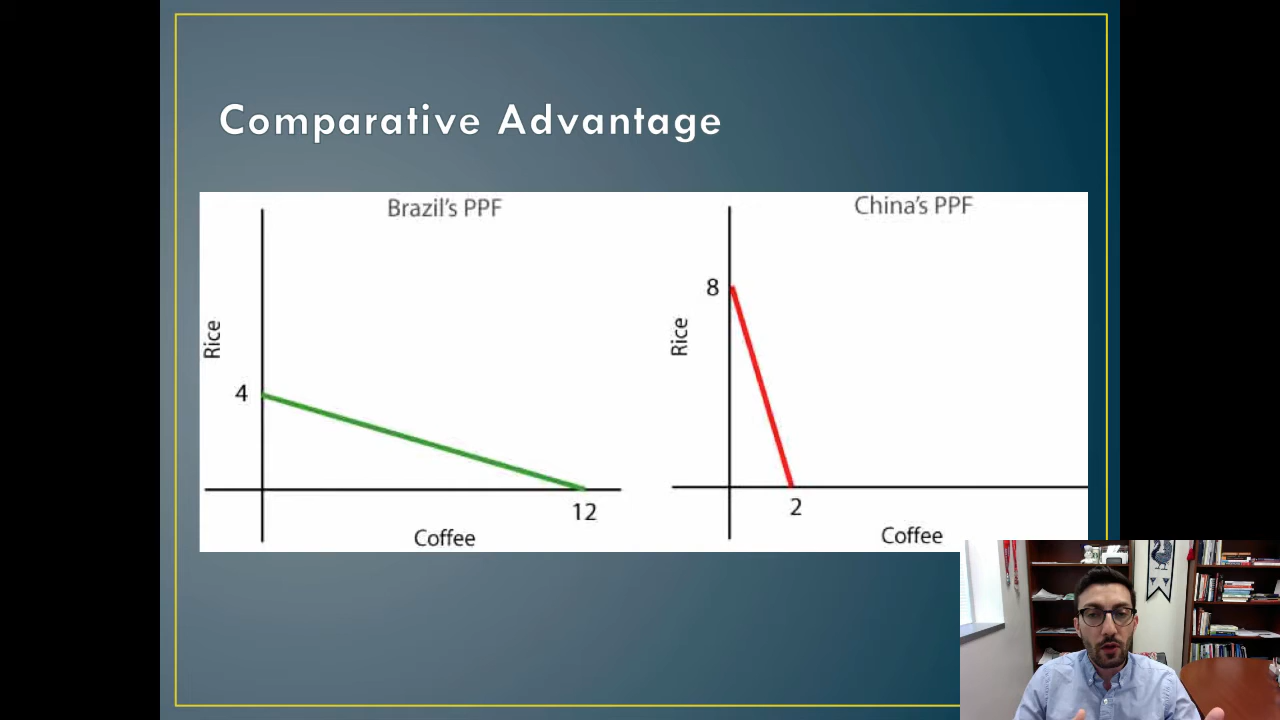 Comparative Advantage
Brazil's PPF
Rice
4
12
Coffee
China's PPF
8
Rice
2
Coffee